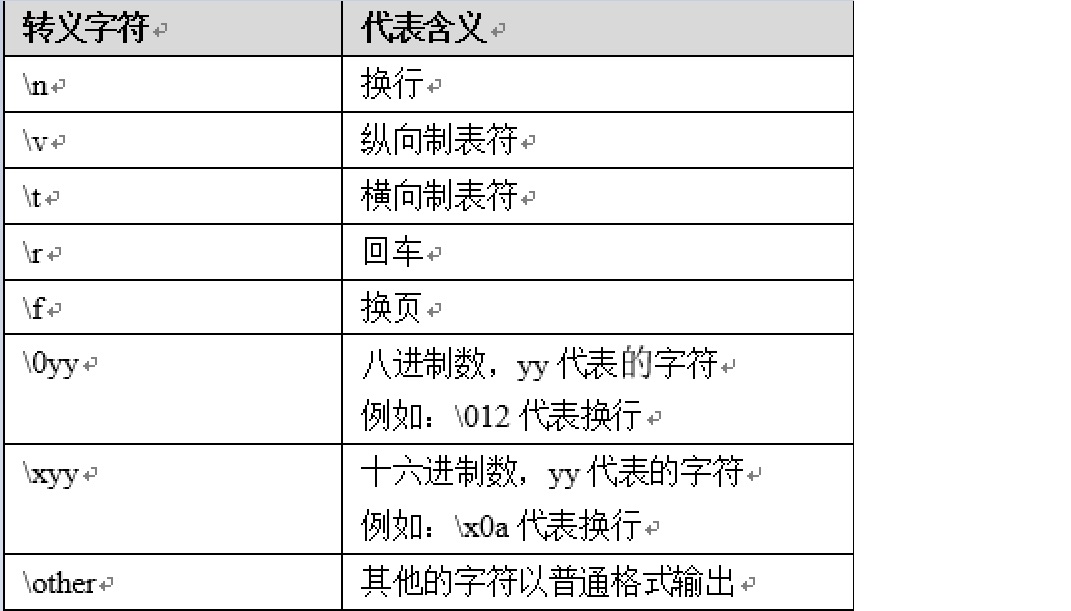 转义字符
代表含义
\n
换行
\v
纵向制表符
\t
横向制表符
\r
回车
\f
换页
\0yy
八进制数，yy 代表的字符
例如：\012 代表换行
\xyy
十六进制数，yy 代表的字符
例如：\x0a 代表换行
\other
其他的字符以普通格式输出